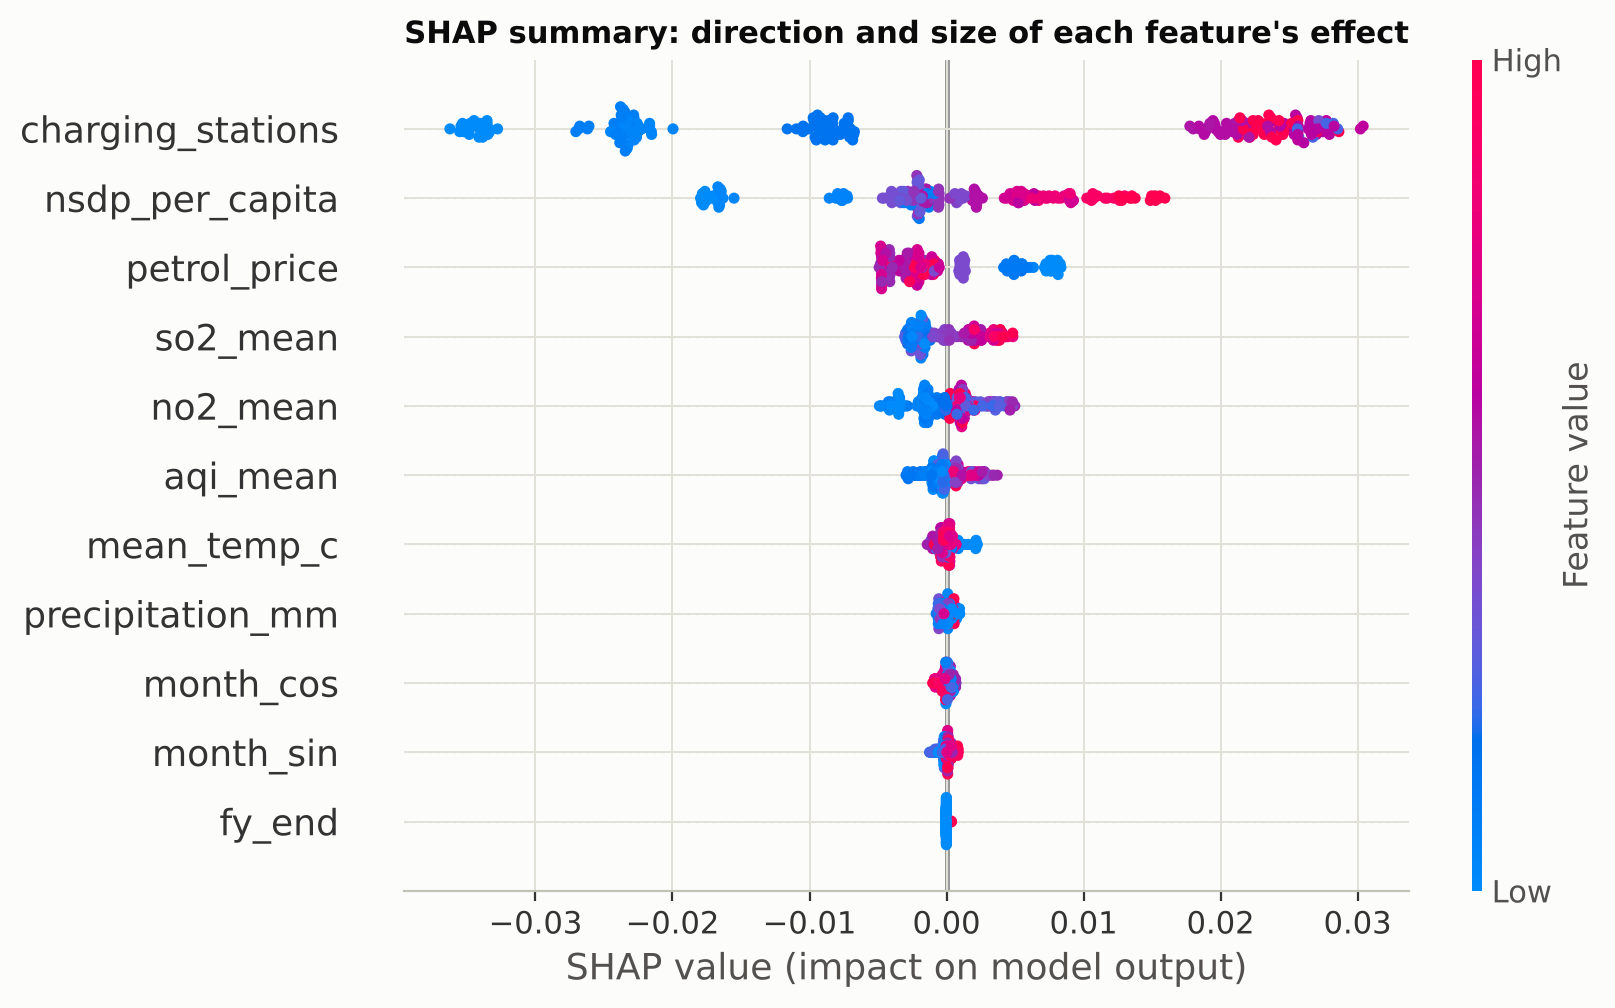 SHAP summary: direction and size of each feature's effect
High
charging_stations
nsdp_per_capita
petrol_price
so2_mean
no2_mean
aqi_mean
mean_temp_c
precipitation_mm
month_cos
month_sin
fy_end
Feature value
Low
−0.03 −0.02 −0.01 0.00 0.01 0.02 0.03
SHAP value (impact on model output)